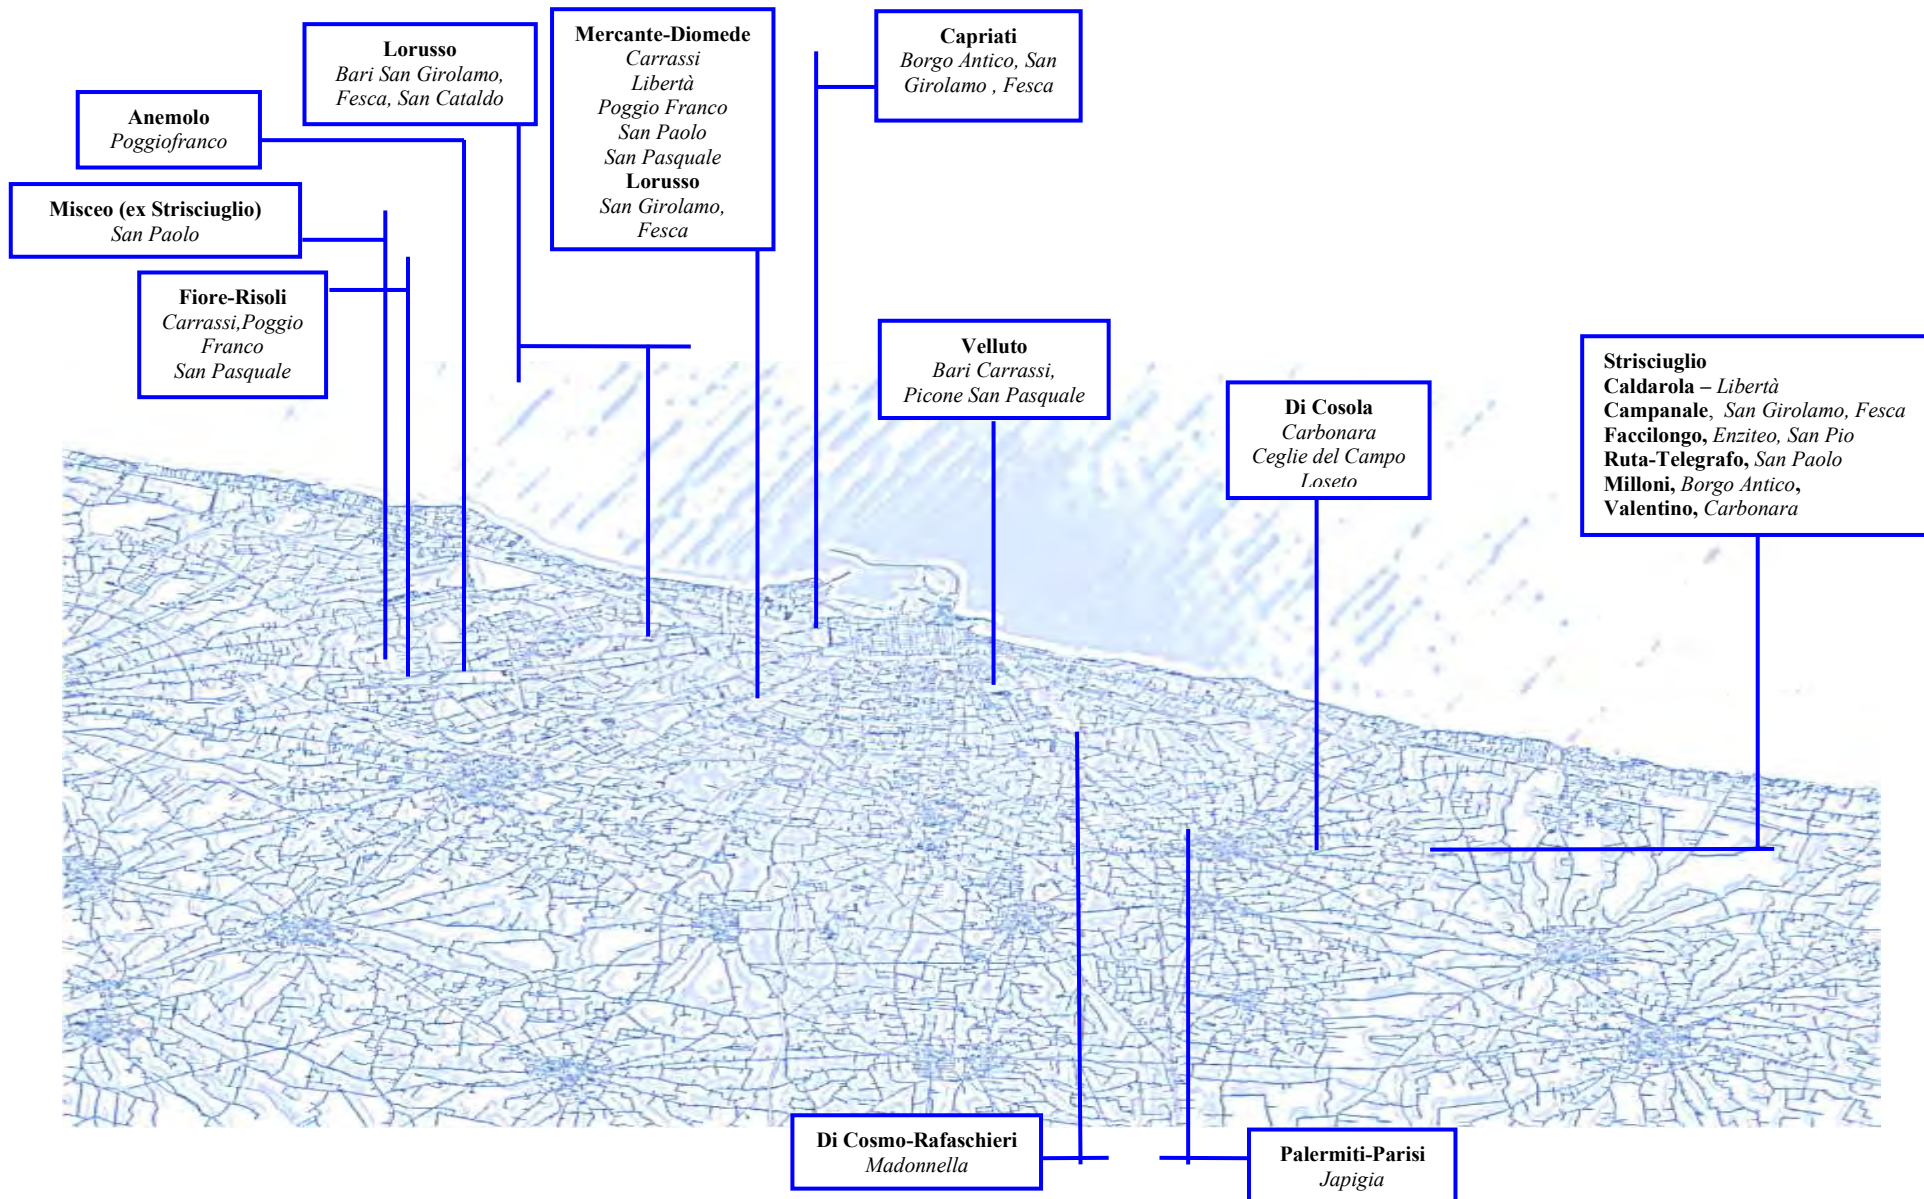 Lorusso
Bari San Girolamo,
Fesca, San Cataldo
Mercante-Diomede
Carrassi
Libertà
Poggio Franco
San Paolo
San Pasquale
Lorusso
San Girolamo,
Fesca
Capriati
Borgo Antico, San
Girolamo , Fesca
Anemolo
Poggiofranco
Misceo (ex Strisciuglio)
San Paolo
Fiore-Risoli
Carrassi,Poggio
Franco
San Pasquale
Velluto
Bari Carrassi,
Picone San Pasquale
Di Cosola
Carbonara
Ceglie del Campo
Loseto
Strisciuglio
Caldarola – Libertà
Campanale, San Girolamo, Fesca
Faccilongo, Enziteo, San Pio
Ruta-Telegrafo, San Paolo
Milloni, Borgo Antico,
Valentino, Carbonara
Di Cosmo-Rafaschieri
Madonnella
Palermiti-Parisi
Japigia